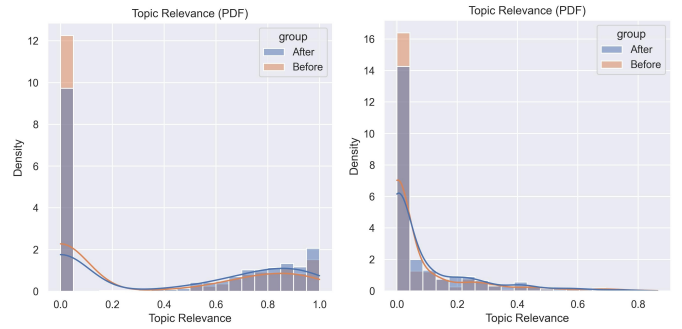 Topic Relevance (PDF)
group
After
Before
12
10
8
6
4
2
0
Density
0.0 0.2 0.4 0.6 0.8 1.0
Topic Relevance
Topic Relevance (PDF)
group
After
Before
16
14
12
10
8
6
4
2
0
Density
0.0 0.2 0.4 0.6 0.8
Topic Relevance